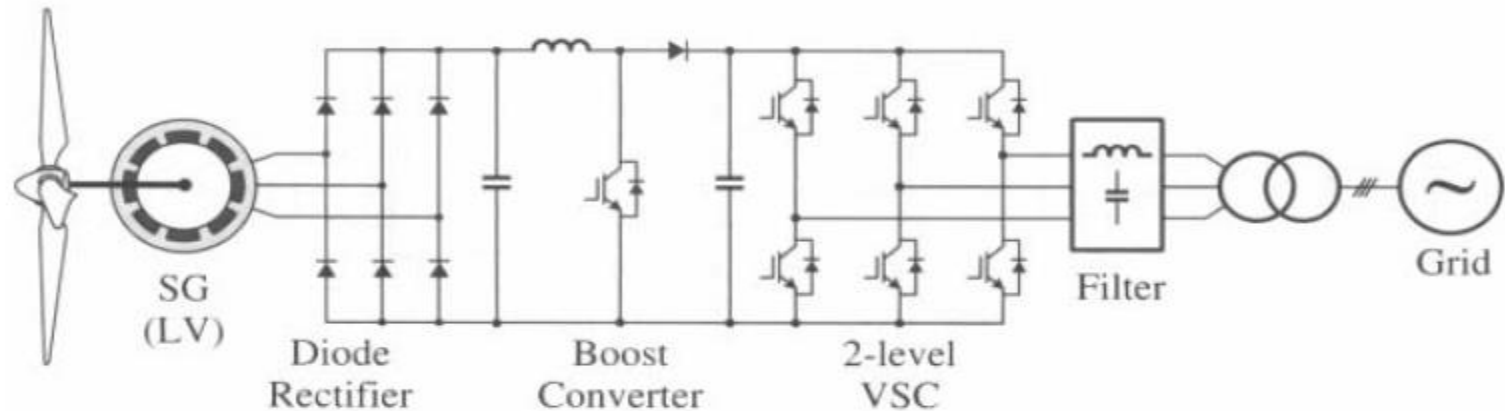 SG
(LV)
Diode
Rectifier
Boost
Converter
2-level
VSC
Filter
~
Grid